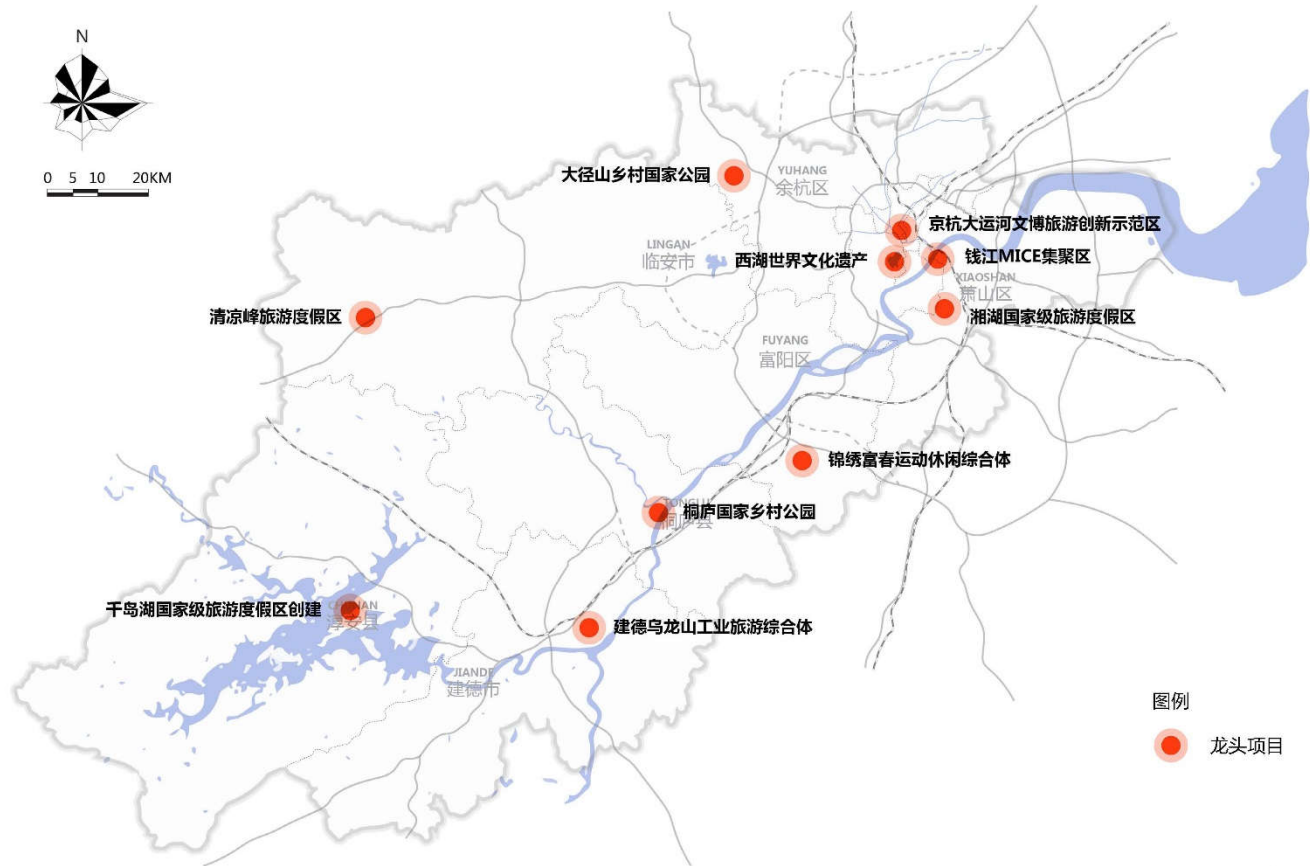 N
0 5 10 20KM
大径山乡村国家公园
YUHANG
余杭区
京杭大运河文博旅游创新示范区
LINGAN
临安市
西湖世界文化遗产
钱江MICE集聚区
XIAOSHAN
萧山区
清凉峰旅游度假区
湘湖国家级旅游度假区
FUYANG
富阳区
锦绣富春运动休闲综合体
TONGLU
桐庐县
桐庐国家乡村公园
千岛湖国家级旅游度假区创建
淳安县
建德乌龙山工业旅游综合体
JIANDE
建德市
图例
龙头项目